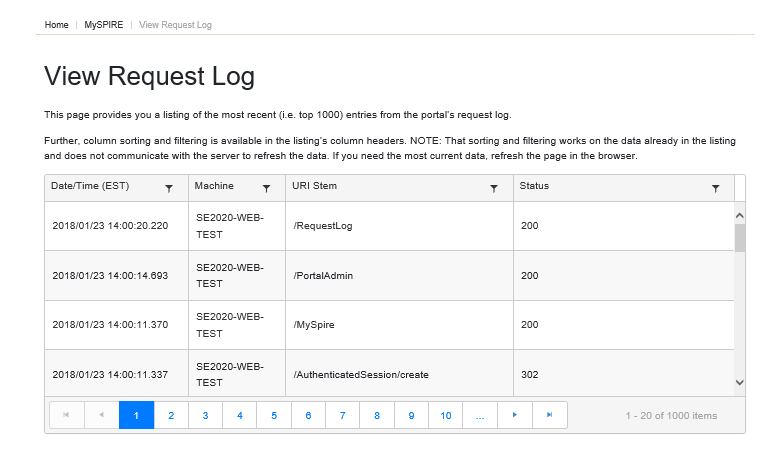 Home | MySPIRE | View Request Log
View Request Log
This page provides you a listing of the most recent (i.e. top 1000) entries from the portal's request log.
Further, column sorting and filtering is available in the listing's column headers. NOTE: That sorting and filtering works on the data already in the listing
and does not communicate with the server to refresh the data. If you need the most current data, refresh the page in the browser.
Date/Time (EST) Machine URI Stem Status
2018/01/23 14:00:20.220 SE2020-WEB- /RequestLog 200
TEST
2018/01/23 14:00:14.693 SE2020-WEB- /PortalAdmin 200
TEST
2018/01/23 14:00:11.370 SE2020-WEB- /MySpire 200
TEST
2018/01/23 14:00:11.337 SE2020-WEB- /AuthenticatedSession/create 302
TEST
1 2 3 4 5 6 7 8 9 10 ... 1 - 20 of 1000 items